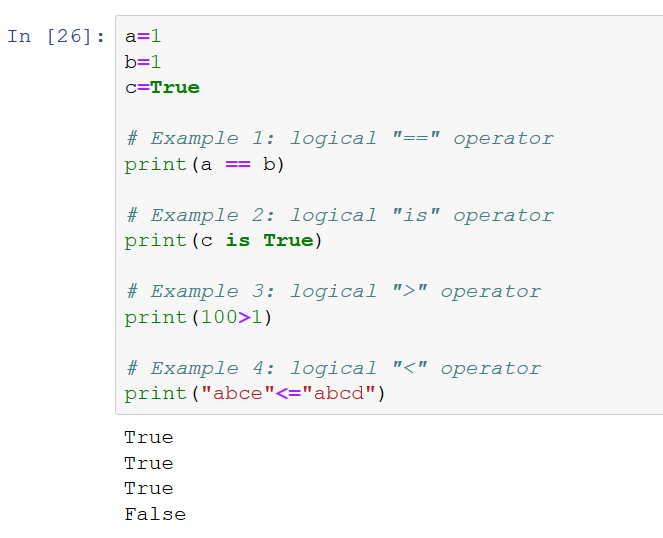 In [26]: a=1
b=1
c=True
# Example 1: logical "==" operator
print(a == b)
# Example 2: logical "is" operator
print(c is True)
# Example 3: logical ">" operator
print(100>1)
# Example 4: logical "<" operator
print("abce"<="abcd")
True
True
True
False